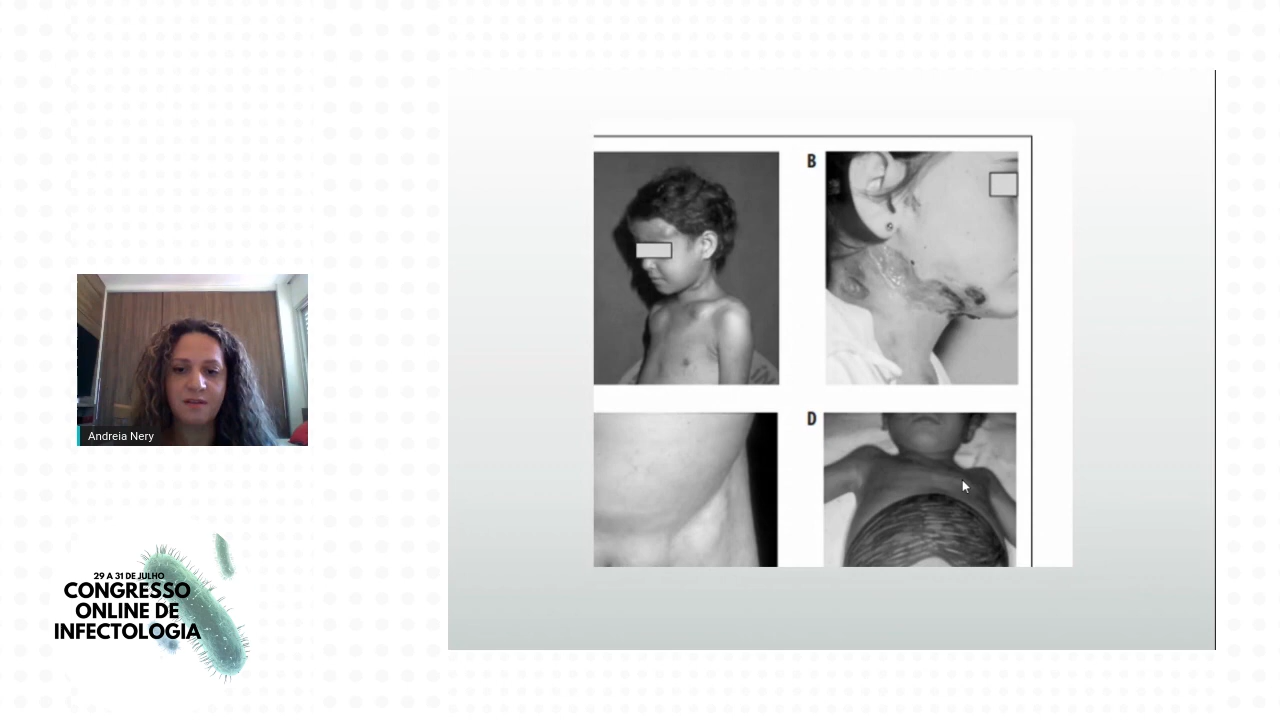 B
D
Andreia Nery
29 A 31 DE JULHO
CONGRESSO
ONLINE DE
INFECTOLOGIA